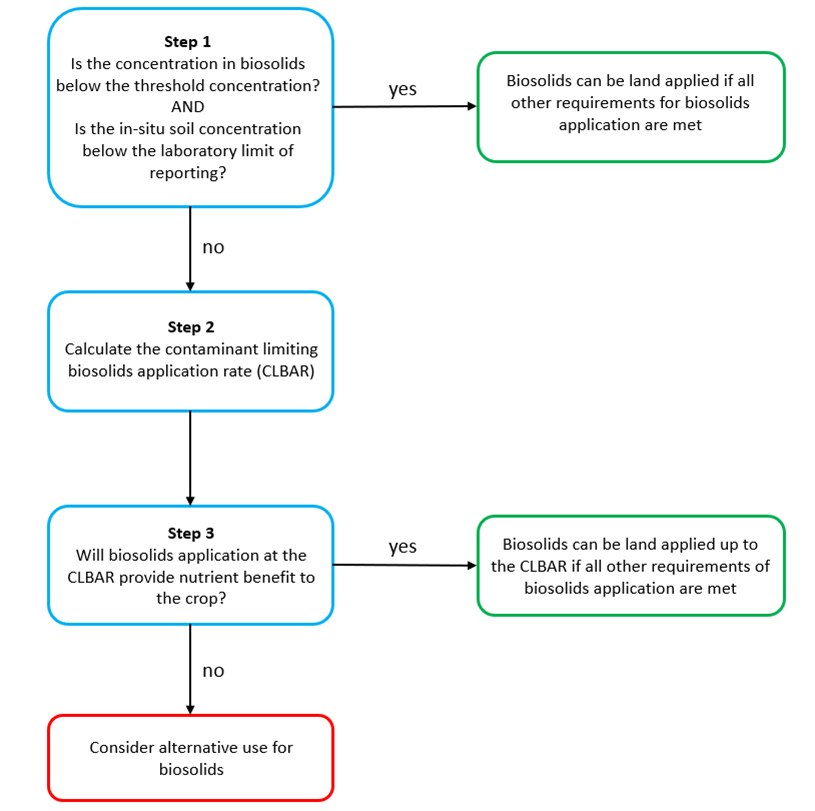 Step 1
Is the concentration in biosolids
below the threshold concentration?
AND
Is the in-situ soil concentration
below the laboratory limit of
reporting?
yes
Biosolids can be land applied if all
other requirements for biosolids
application are met
no
Step 2
Calculate the contaminant limiting
biosolids application rate (CLBAR)
Step 3
Will biosolids application at the
CLBAR provide nutrient benefit to
the crop?
yes
Biosolids can be land applied up to
the CLBAR if all other requirements of
biosolids application are met
no
Consider alternative use for
biosolids